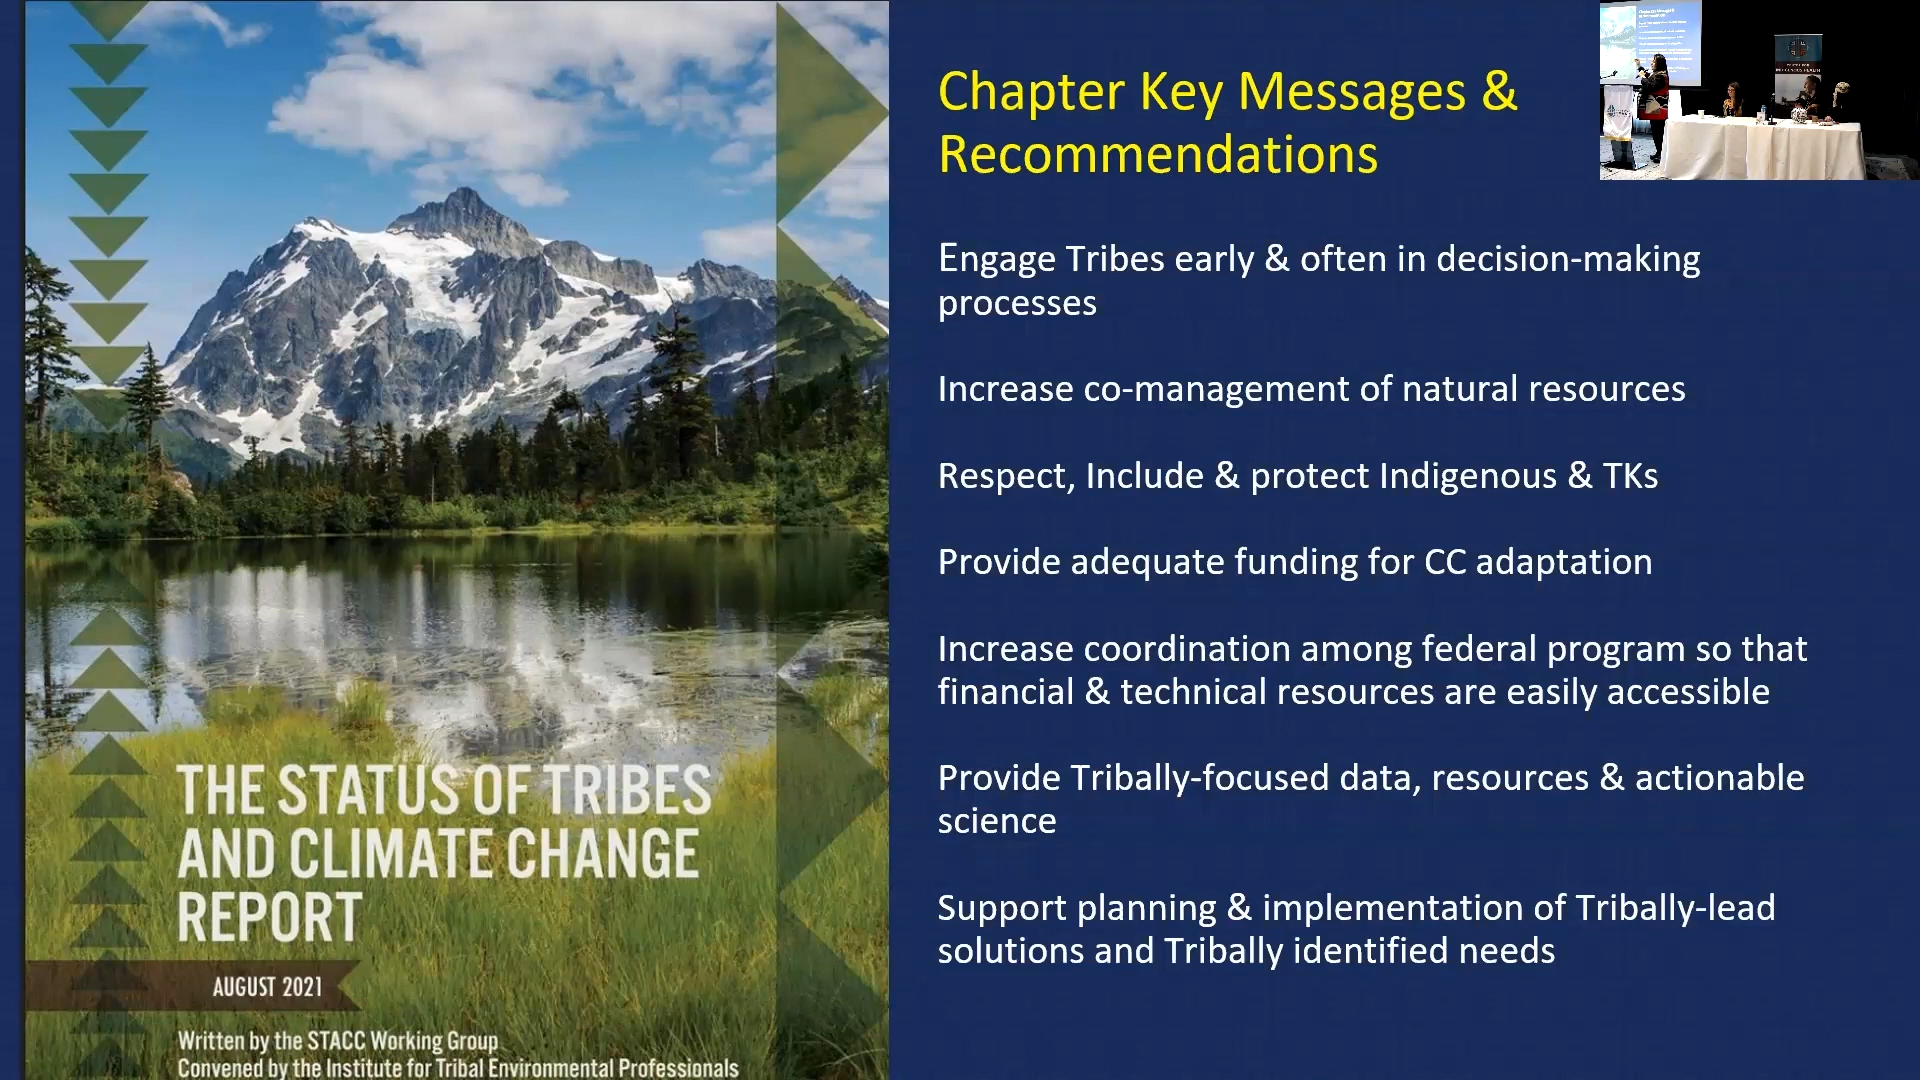 THE STATUS OF TRIBES
AND CLIMATE CHANGE
REPORT
AUGUST 2021
Written by the STACC Working Group
Convened by the Institute for Tribal Environmental Professionals
Chapter Key Messages &
Recommendations
Engage Tribes early & often in decision-making
processes
Increase co-management of natural resources
Respect, Include & protect Indigenous & TKs
Provide adequate funding for CC adaptation
Increase coordination among federal program so that
financial & technical resources are easily accessible
Provide Tribally-focused data, resources & actionable
science
Support planning & implementation of Tribally-lead
solutions and Tribally identified needs
INDIGENOUS HEALTH